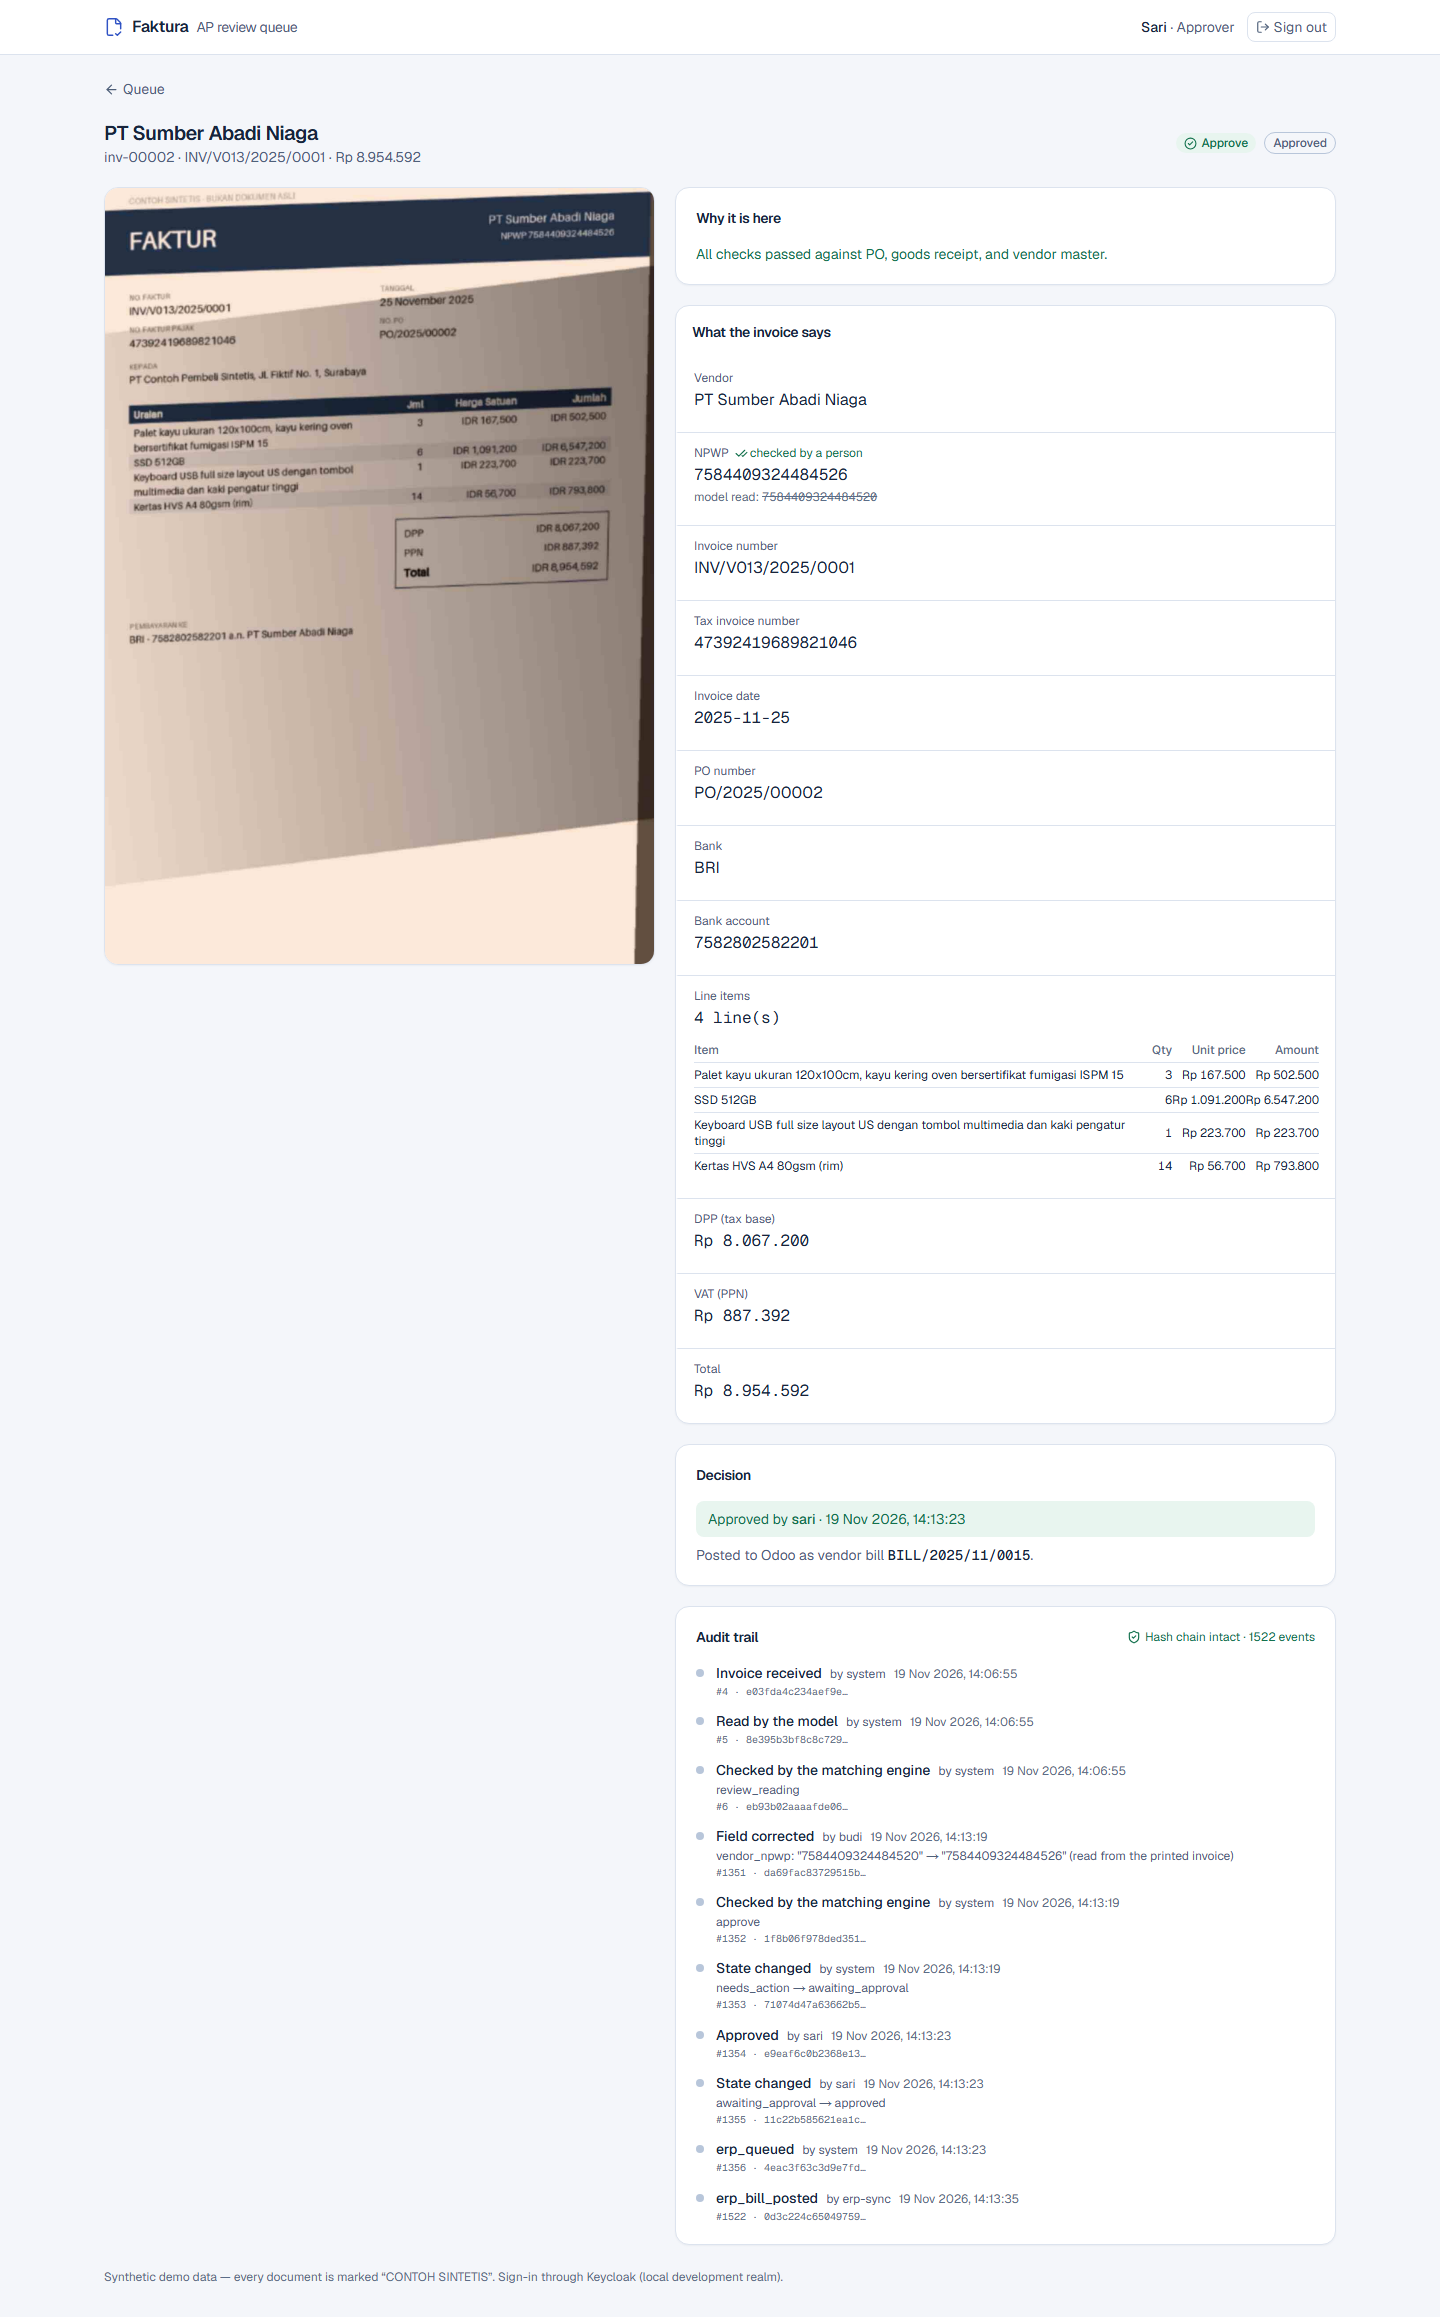 Faktura AP review queue
Sari · Approver
Sign out
Queue
PT Sumber Abadi Niaga
inv-00002 · INV/V013/2025/0001 · Rp 8.954.592
Approve
Approved
CONTOH SINTETIS - BUKAN DOKUMEN ASLI
FAKTUR
PT Sumber Abadi Niaga
NPWP 7584409324484526
NO FAKTUR
INV/V013/2025/0001
TANGGAL
25 November 2025
NO FAKTUR PAJAK
47392419689821046
NO. PO
PO/2025/00002
KEPADA
PT Contoh Pembeli Sintetis, Jl. Fiktif No. 1, Surabaya
Uraian Jml Harga Satuan Jumlah
Palet kayu ukuran 120x100cm, kayu kering oven 3 IDR 167,500 IDR 502,500
bersertifikat fumigasi ISPM 15
SSD 512GB 6 IDR 1,091,200 IDR 6,547,200
Keyboard USB full size layout US dengan tombol 1 IDR 223,700 IDR 223,700
multimedia dan kaki pengatur tinggi
Kertas HVS A4 80gsm (rim) 14 IDR 56,700 IDR 793,800
DPP IDR 8,067,200
PPN IDR 887,392
Total IDR 8,954,592
PEMBAYARAN KE
BRI - 7582802582201 a.n. PT Sumber Abadi Niaga
Why it is here
All checks passed against PO, goods receipt, and vendor master.
What the invoice says
Vendor
PT Sumber Abadi Niaga
NPWP checked by a person
7584409324484526
model read: 7584409324484520
Invoice number
INV/V013/2025/0001
Tax invoice number
47392419689821046
Invoice date
2025-11-25
PO number
PO/2025/00002
Bank
BRI
Bank account
7582802582201
Line items
4 line(s)
Item Qty Unit price Amount
Palet kayu ukuran 120x100cm, kayu kering oven bersertifikat fumigasi ISPM 15 3 Rp 167.500 Rp 502.500
SSD 512GB 6 Rp 1.091.200 Rp 6.547.200
Keyboard USB full size layout US dengan tombol multimedia dan kaki pengatur 1 Rp 223.700 Rp 223.700
tinggi
Kertas HVS A4 80gsm (rim) 14 Rp 56.700 Rp 793.800
DPP (tax base)
Rp 8.067.200
VAT (PPN)
Rp 887.392
Total
Rp 8.954.592
Decision
Approved by sari · 19 Nov 2026, 14:13:23
Posted to Odoo as vendor bill BILL/2025/11/0015.
Audit trail
Hash chain intact · 1522 events
Invoice received by system 19 Nov 2026, 14:06:55
#4 · e03fda4c234aef9e…
Read by the model by system 19 Nov 2026, 14:06:55
#5 · 8e395b3bf8c8c729…
Checked by the matching engine by system 19 Nov 2026, 14:06:55
review_reading
#6 · eb93b02aaaafde06…
Field corrected by budi 19 Nov 2026, 14:13:19
vendor_npwp: "7584409324484520" → "7584409324484526" (read from the printed invoice)
#1351 · da69fac83729515b…
Checked by the matching engine by system 19 Nov 2026, 14:13:19
approve
#1352 · 1f8b06f978ded351…
State changed by system 19 Nov 2026, 14:13:19
needs_action → awaiting_approval
#1353 · 71074d47a63662b5…
Approved by sari 19 Nov 2026, 14:13:23
#1354 · e9eaf6c0b2368e13…
State changed by sari 19 Nov 2026, 14:13:23
awaiting_approval → approved
#1355 · 11c22b585621ea1c…
erp_queued by system 19 Nov 2026, 14:13:23
#1356 · 4eac3f63c3d9e7fd…
erp_bill_posted by erp-sync 19 Nov 2026, 14:13:35
#1522 · 0d3c224c65049759…
Synthetic demo data — every document is marked “CONTOH SINTETIS”. Sign-in through Keycloak (local development realm).